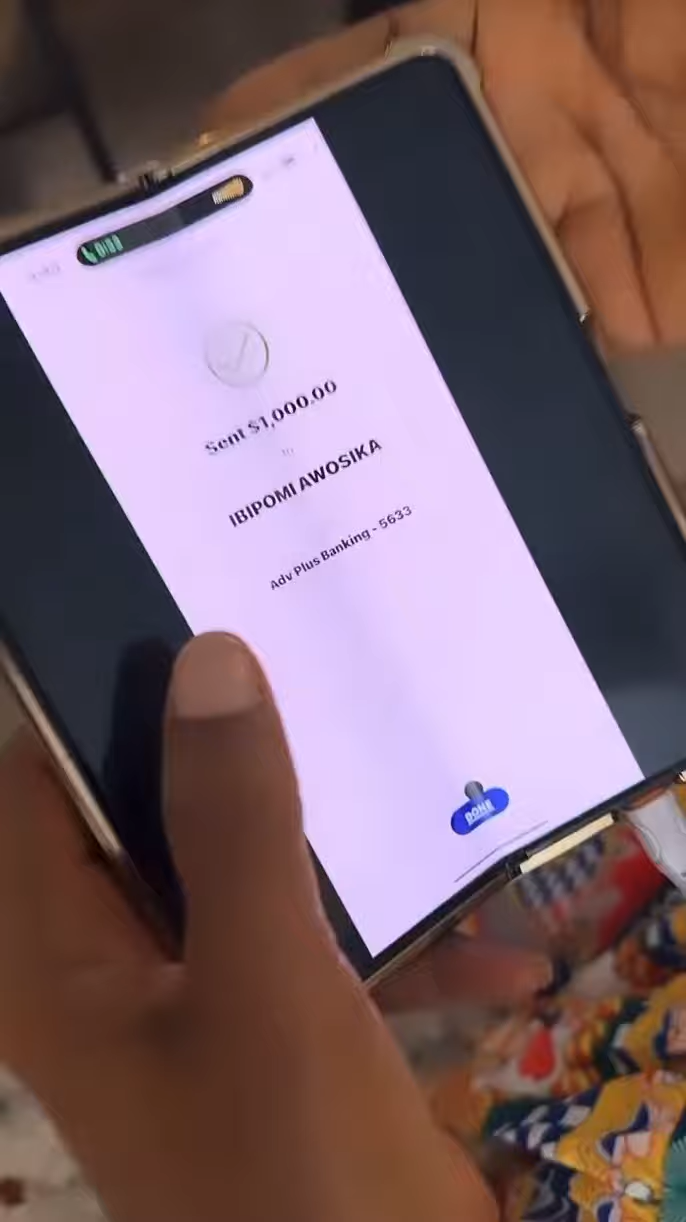 Sent $1,000.00
to
IBIPOMI AWOSIKA
Adv Plus Banking - 5633
DONE